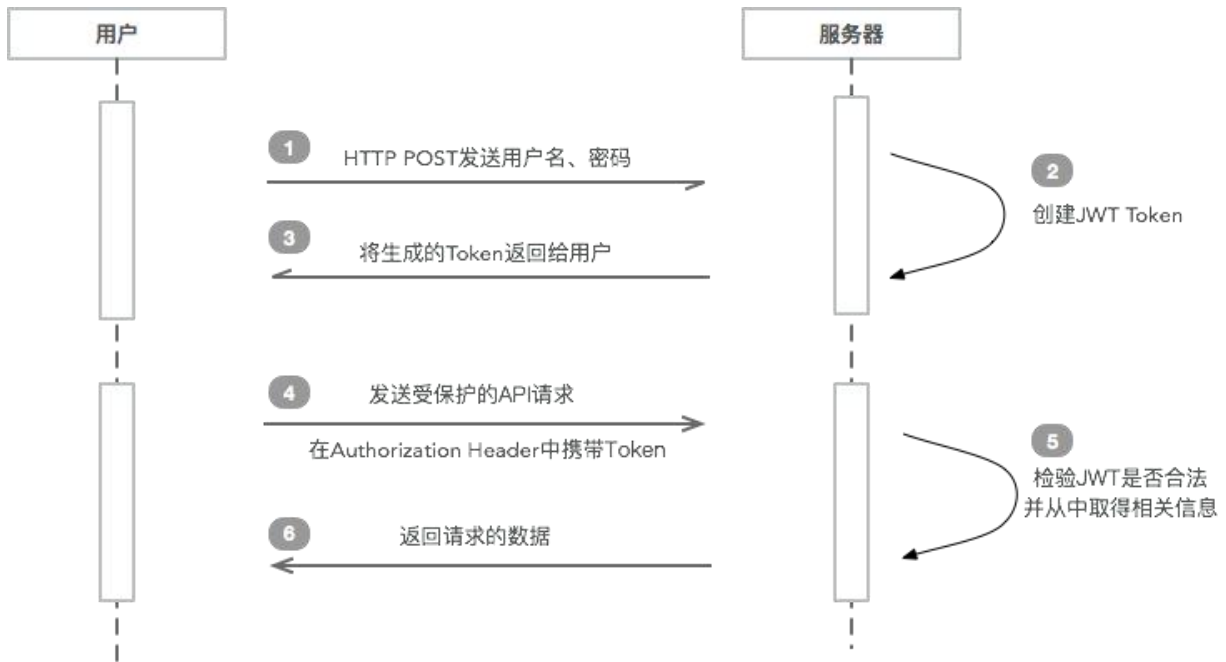 用户
服务器
1
HTTP POST发送用户名、密码
2
创建JWT Token
3
将生成的Token返回给用户
4
发送受保护的API请求
在Authorization Header中携带Token
5
检验JWT是否合法
并从中取得相关信息
6
返回请求的数据